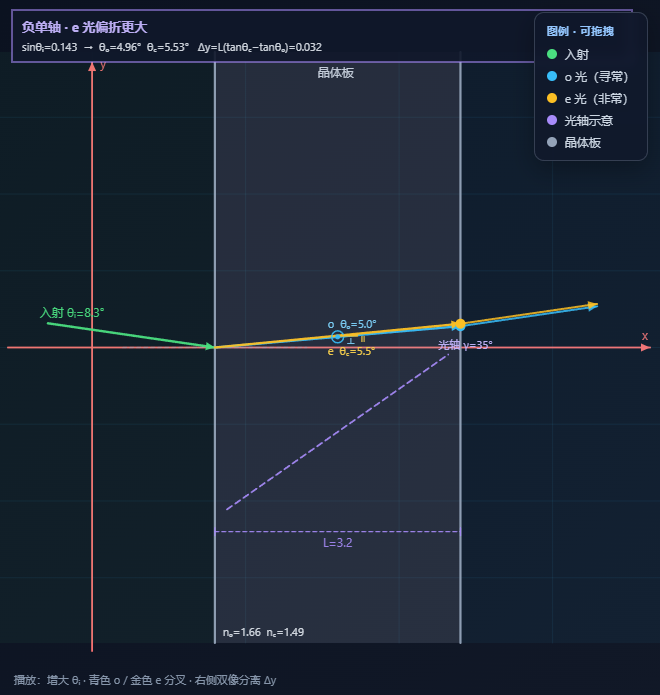 负单轴 · e 光偏折更大
sinθᵢ=0.143 → θₒ=4.96° θₑ=5.53° Δy=L(tanθₑ−tanθₒ)=0.032
图例 · 可拖拽
入射
o 光（寻常）
e 光（非常）
光轴示意
晶体板
y
晶体板
入射 θᵢ=8.3°
o θₒ=5.0°
⊥ ∥
e θₑ=5.5°
光轴 γ=35°
x
L=3.2
nₒ=1.66 nₑ=1.49
播放：增大 θᵢ · 青色 o / 金色 e 分叉 · 右侧双像分离 Δy